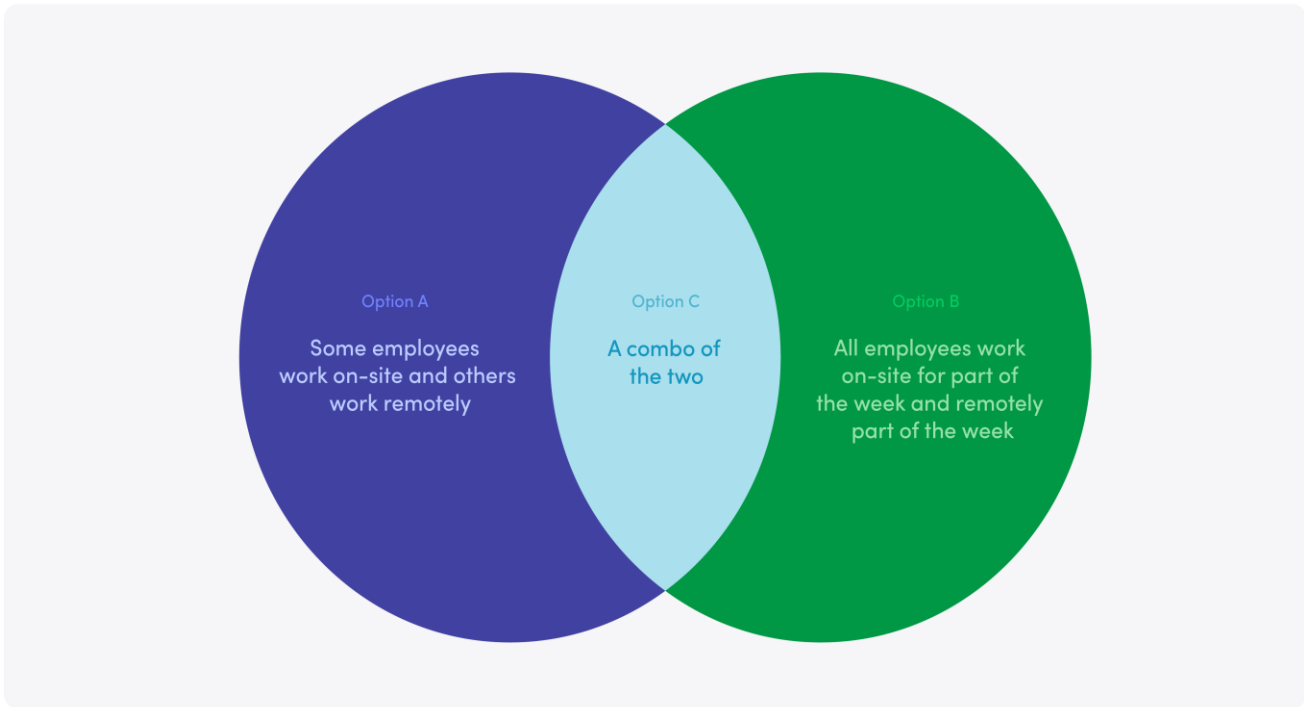 Option A
Some employees
work on-site and others
work remotely
Option C
A combo of
the two
Option B
All employees work
on-site for part of
the week and remotely
part of the week